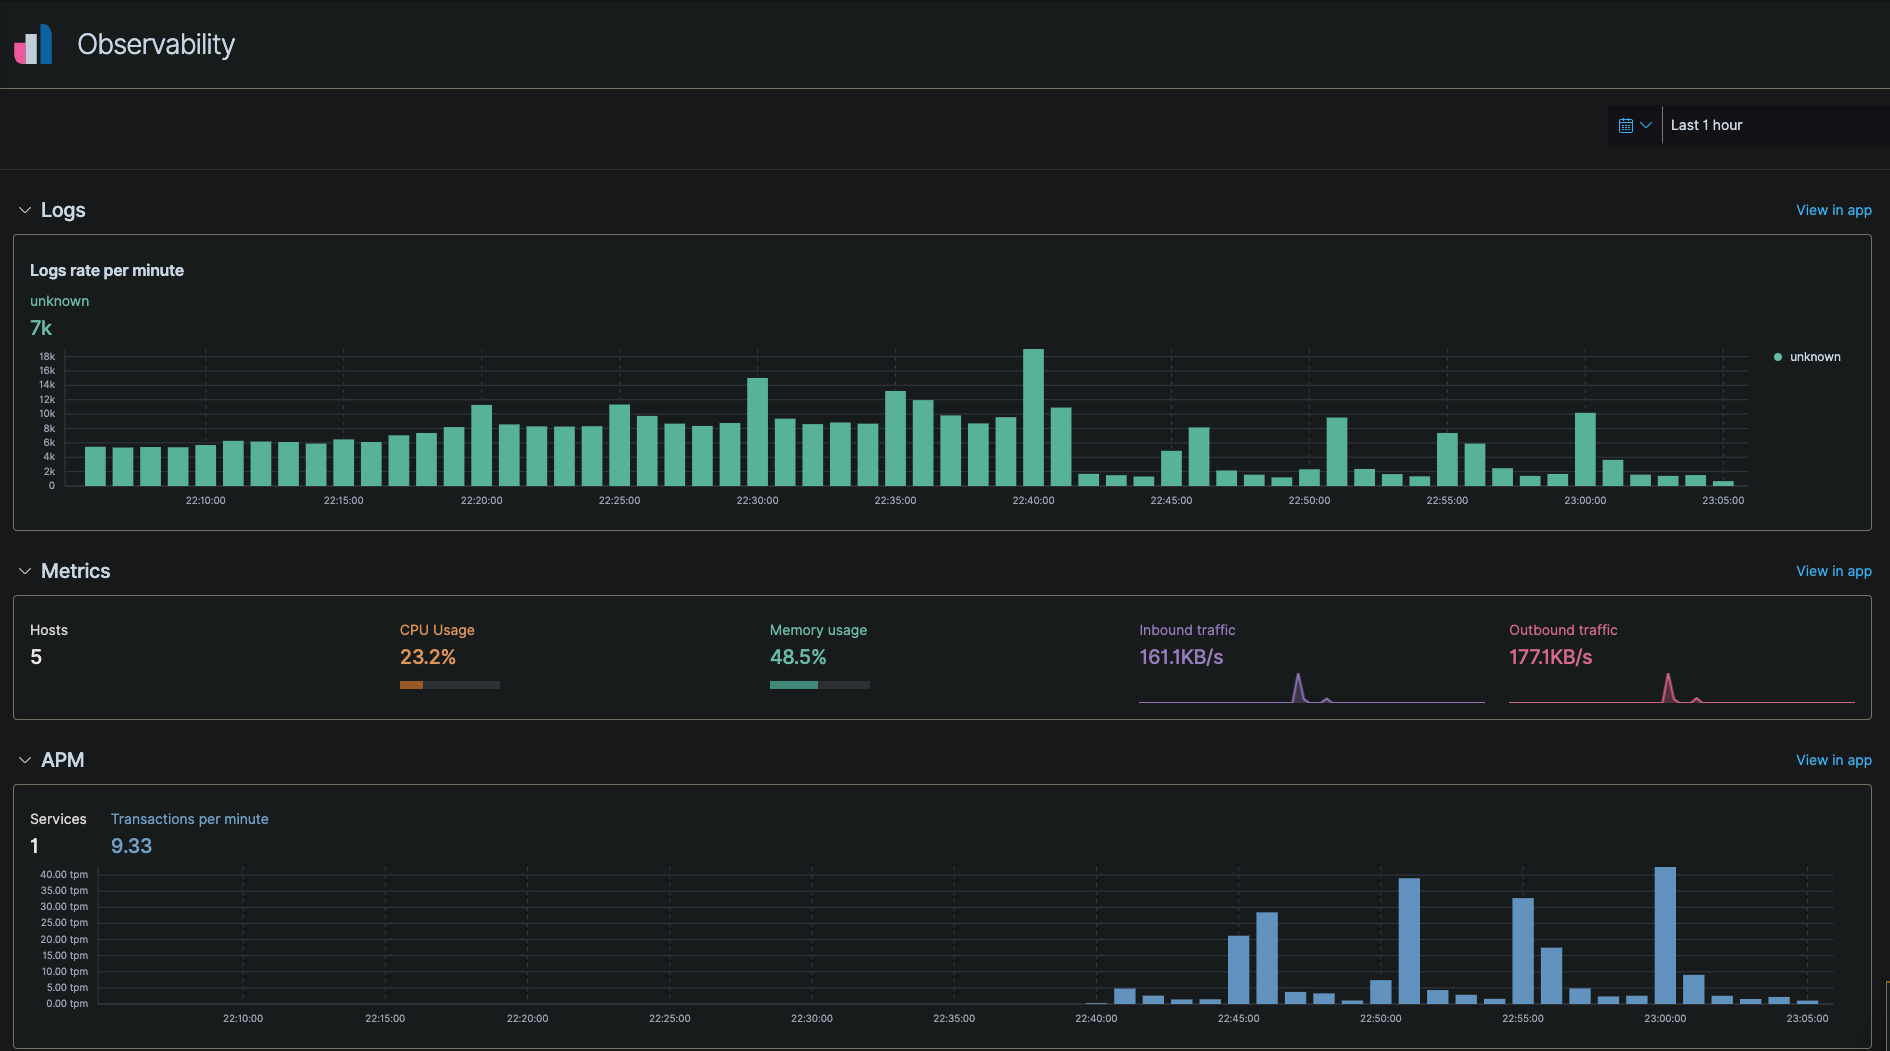 Observability
Last 1 hour
Logs
View in app
Logs rate per minute
unknown
7k
18k
16k
14k
12k
10k
8k
6k
4k
2k
0
unknown
22:10:00 22:15:00 22:20:00 22:25:00 22:30:00 22:35:00 22:40:00 22:45:00 22:50:00 22:55:00 23:00:00 23:05:00
Metrics
View in app
Hosts
5
CPU Usage
23.2%
Memory usage
48.5%
Inbound traffic
161.1KB/s
Outbound traffic
177.1KB/s
APM
View in app
Services
1
Transactions per minute
9.33
40.00 tpm
35.00 tpm
30.00 tpm
25.00 tpm
20.00 tpm
15.00 tpm
10.00 tpm
5.00 tpm
0.00 tpm
22:10:00 22:15:00 22:20:00 22:25:00 22:30:00 22:35:00 22:40:00 22:45:00 22:50:00 22:55:00 23:00:00 23:05:00